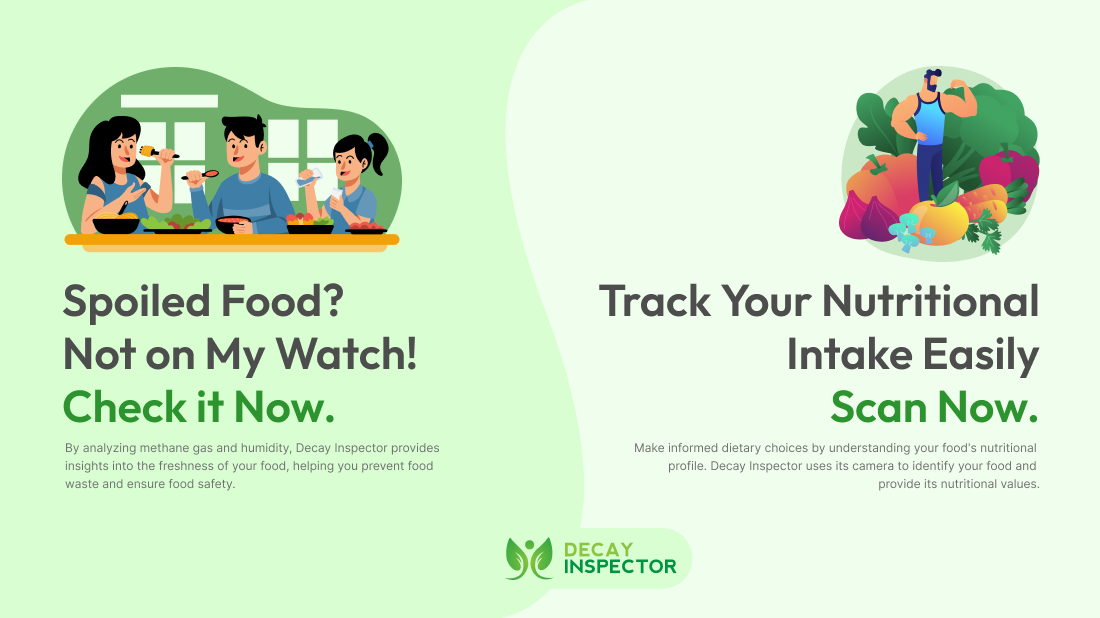 Spoiled Food?
Not on My Watch!
Check it Now.
By analyzing methane gas and humidity, Decay Inspector provides
insights into the freshness of your food, helping you prevent food
waste and ensure food safety.
Track Your Nutritional
Intake Easily
Scan Now.
Make informed dietary choices by understanding your food's nutritional
profile. Decay Inspector uses its camera to identify your food and
provide its nutritional values.
DECAY
INSPECTOR